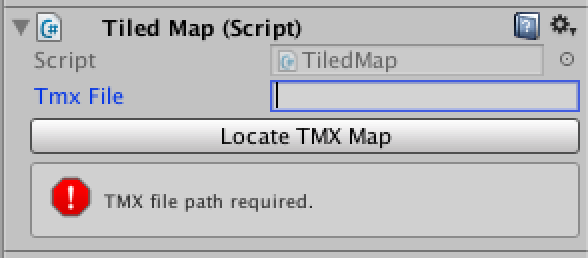 Tiled Map (Script)
Script TiledMap
Tmx File
Locate TMX Map
TMX file path required.